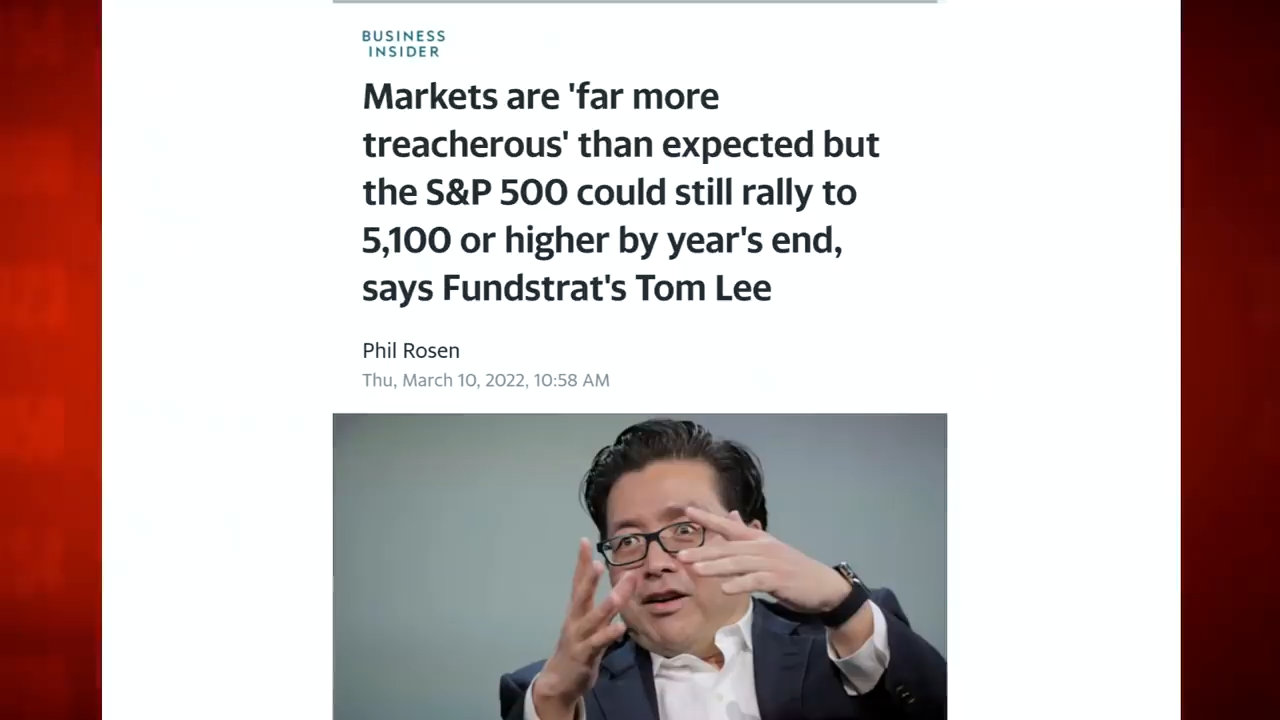 BUSINESS
INSIDER
Markets are 'far more
treacherous' than expected but
the S&P 500 could still rally to
5,100 or higher by year's end,
says Fundstrat's Tom Lee
Phil Rosen
Thu, March 10, 2022, 10:58 AM